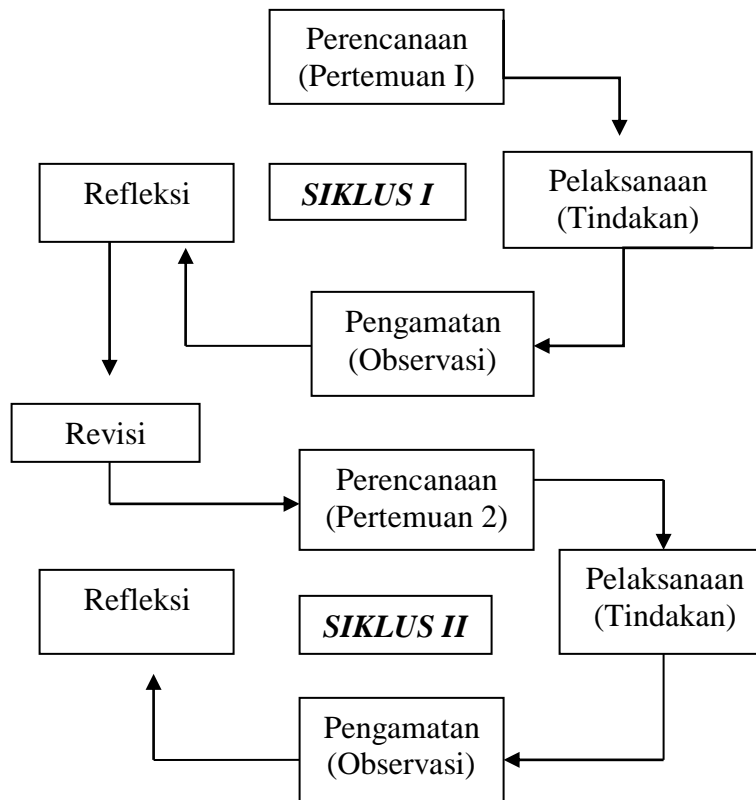 Perencanaan
(Pertemuan I)
Refleksi
SIKLUS I
Pelaksanaan
(Tindakan)
Pengamatan
(Observasi)
Revisi
Perencanaan
(Pertemuan 2)
Refleksi
SIKLUS II
Pelaksanaan
(Tindakan)
Pengamatan
(Observasi)